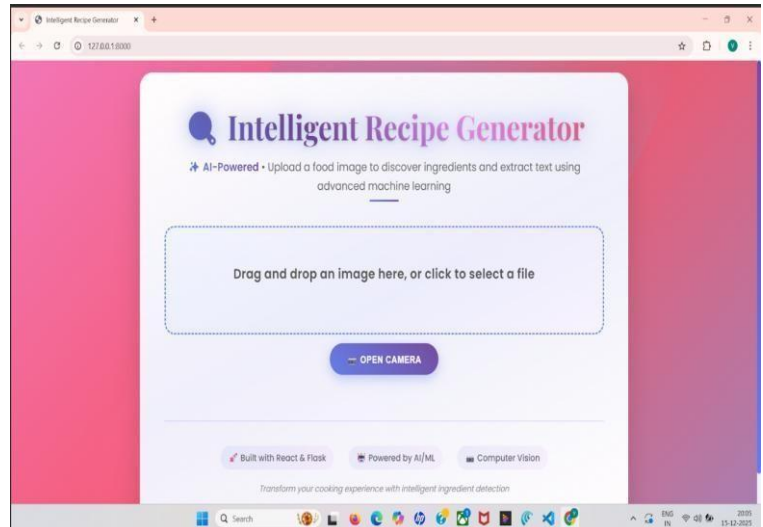 Intelligent Recipe Generator
127.0.0.1:8000
Intelligent Recipe Generator
AI-Powered • Upload a food image to discover ingredients and extract text using
advanced machine learning
Drag and drop an image here, or click to select a file
OPEN CAMERA
Built with React & Flask
Powered by AI/ML
Computer Vision
Transform your cooking experience with intelligent ingredient detection
Search
ENG
IN
20:05
15-12-2025